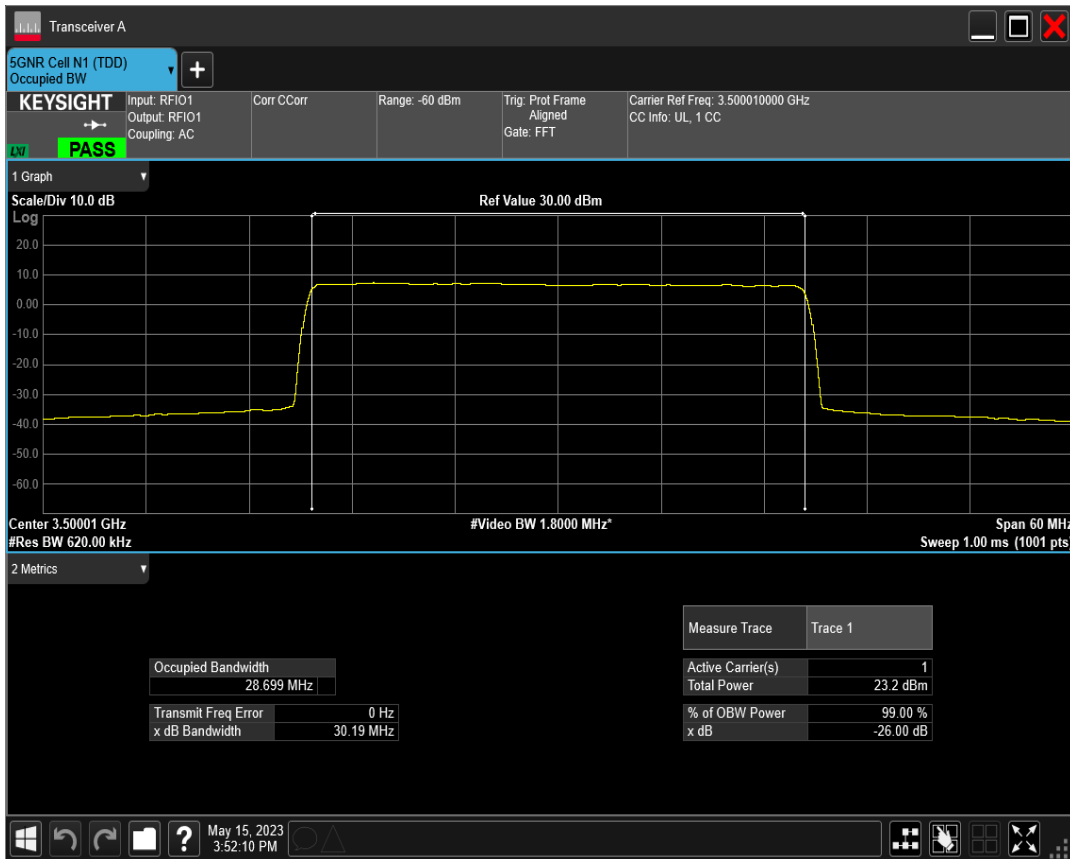 Transceiver A
5GNR Cell N1 (TDD)
Occupied BW
+
KEYSIGHT
LXI
PASS
Input: RFIO1
Output: RFIO1
Coupling: AC
Corr CCorr
Range: -60 dBm
Trig: Prot Frame
Aligned
Gate: FFT
Carrier Ref Freq: 3.500010000 GHz
CC Info: UL, 1 CC
1 Graph
Scale/Div 10.0 dB
Ref Value 30.00 dBm
Log
20.0
10.0
0.00
-10.0
-20.0
-30.0
-40.0
-50.0
-60.0
Center 3.50001 GHz
#Video BW 1.8000 MHz*
Span 60 MHz
#Res BW 620.00 kHz
Sweep 1.00 ms (1001 pts)
2 Metrics
Measure Trace Trace 1
Occupied Bandwidth
28.699 MHz
Active Carrier(s) 1
Total Power 23.2 dBm
Transmit Freq Error 0 Hz
x dB Bandwidth 30.19 MHz
% of OBW Power 99.00 %
x dB -26.00 dB
?
May 15, 2023
3:52:10 PM